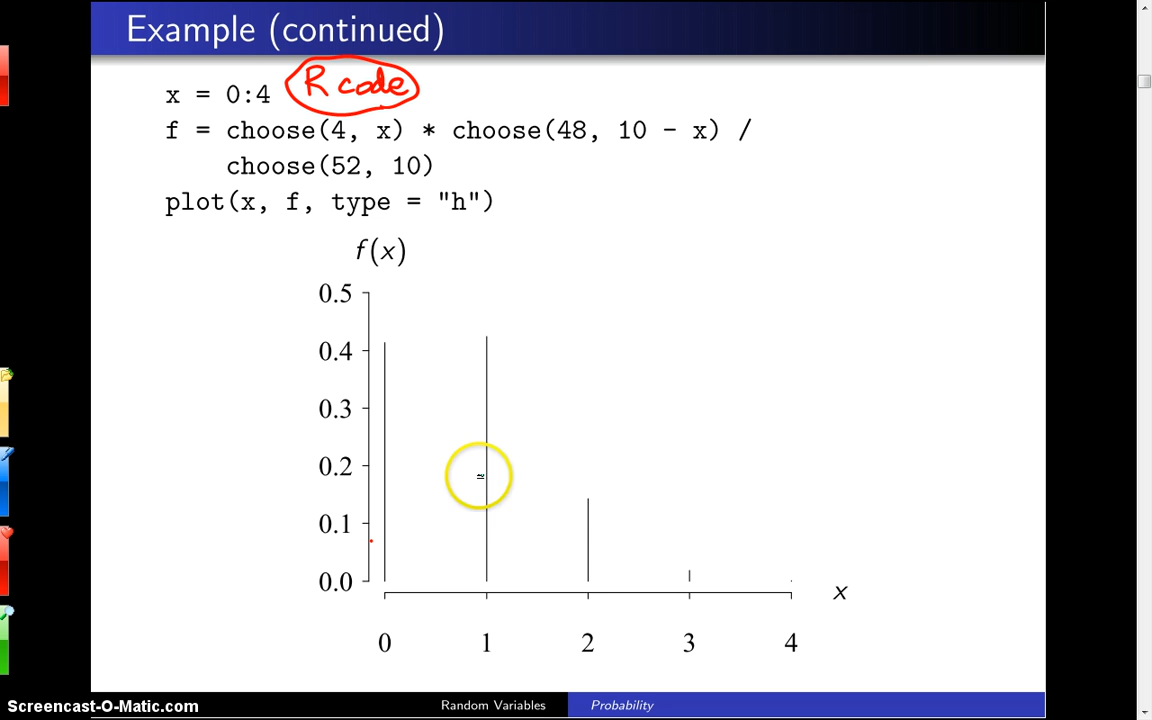 Example (continued)
x = 0:4 R code
f = choose(4, x) * choose(48, 10 - x) /
choose(52, 10)
plot(x, f, type = "h")
f(x)
0.5
0.4
0.3
0.2
0.1
0.0
x
0 1 2 3 4
Screencast-O-Matic.com Random Variables Probability